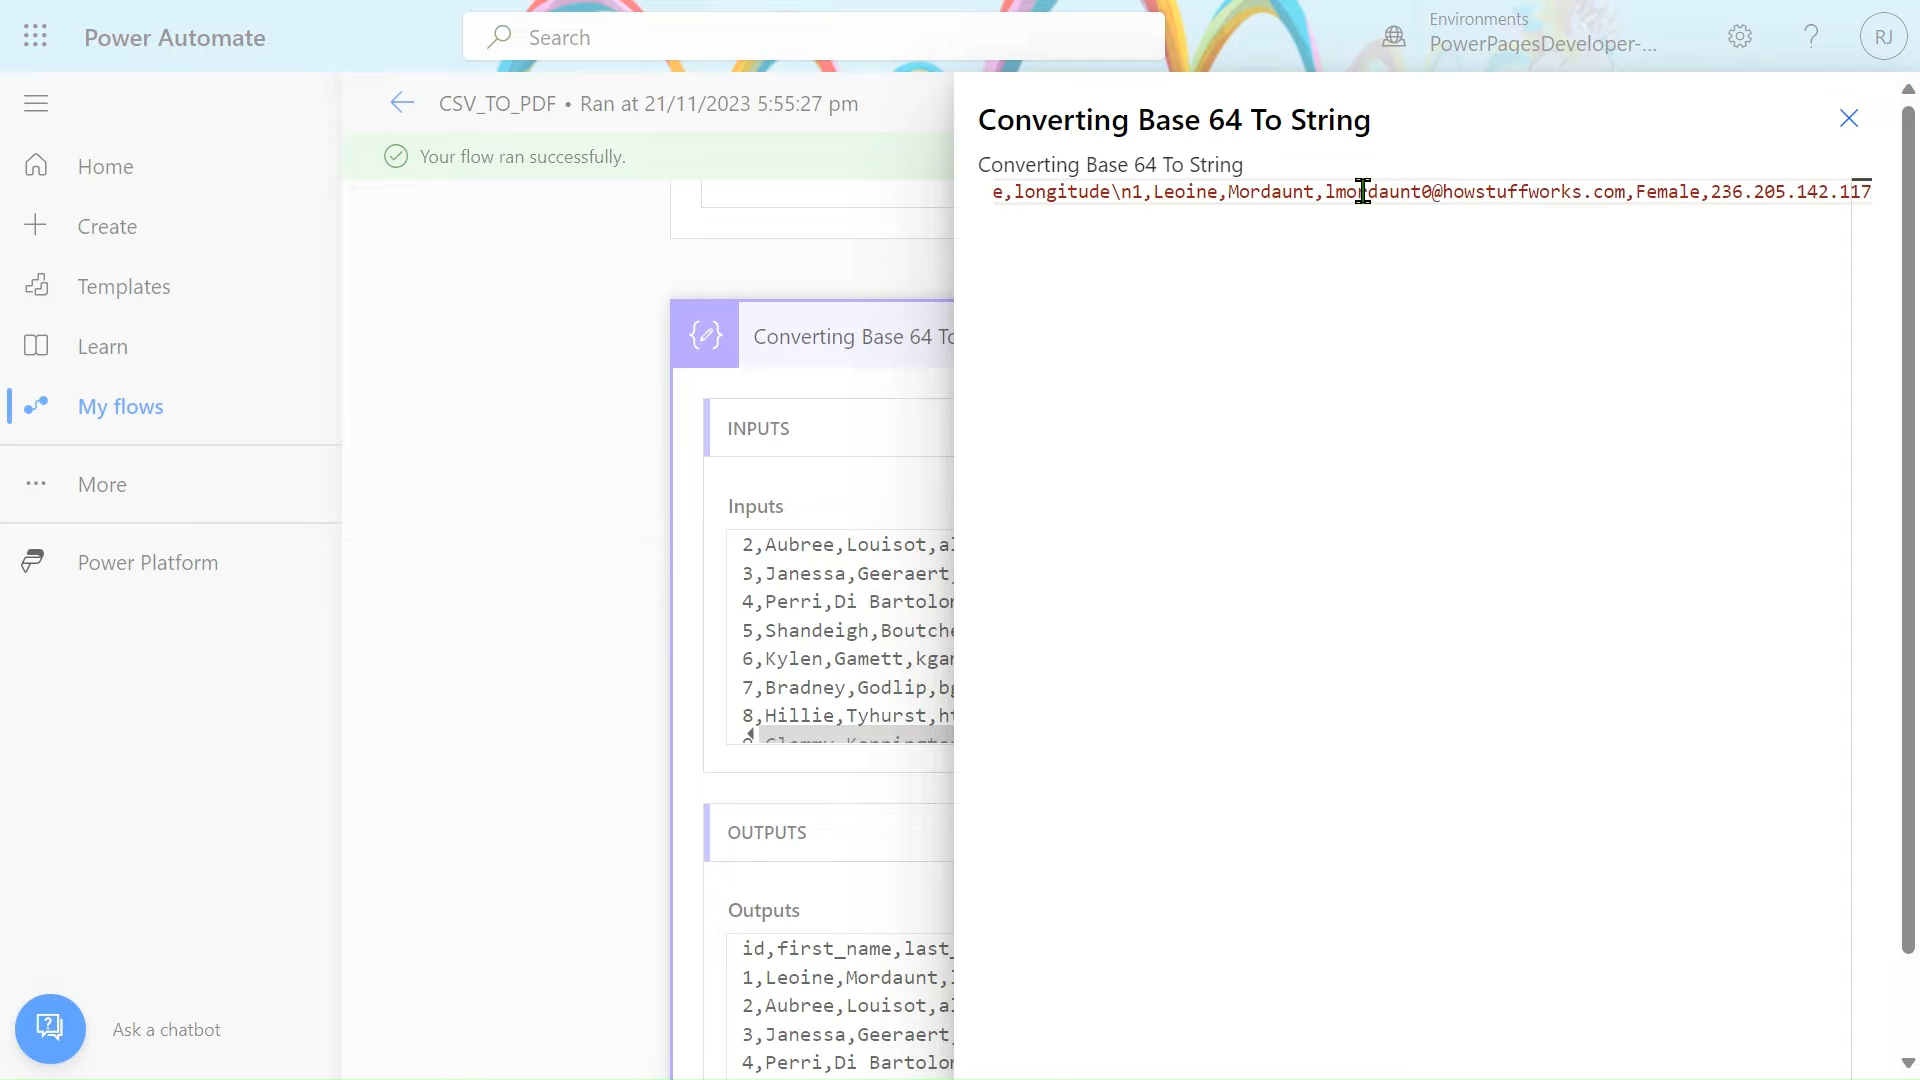 Power Automate
Search
Environments
PowerPagesDeveloper-...
RJ
Home
Create
Templates
Learn
My flows
More
Power Platform
Ask a chatbot
CSV_TO_PDF • Ran at 21/11/2023 5:55:27 pm
Your flow ran successfully.
Converting Base 64 To
INPUTS
Inputs
2,Aubree,Louisot,a
3,Janessa,Geeraert,
4,Perri,Di Bartolo
5,Shandeigh,Boutche
6,Kylen,Gamett,kga
7,Bradney,Godlip,bg
8,Hillie,Tyhurst,h
OUTPUTS
Outputs
id,first_name,last_
1,Leoine,Mordaunt,l
2,Aubree,Louisot,a
3,Janessa,Geeraert,
4,Perri,Di Bartolo
Converting Base 64 To String
Converting Base 64 To String
e,longitude\n1,Leoine,Mordaunt,lmordaunt0@howstuffworks.com,Female,236.205.142.117